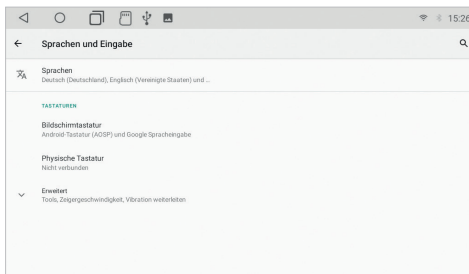 15:26
Sprachen und Eingabe
Sprachen
Deutsch (Deutschland), Englisch (Vereinigte Staaten) und ...
TASTATUREN
Bildschirmtastatur
Android-Tastatur (AOSP) und Google Spracheingabe
Physische Tastatur
Nicht verbunden
Erweitert
Tools, Zeigergeschwindigkeit, Vibration weiterleiten